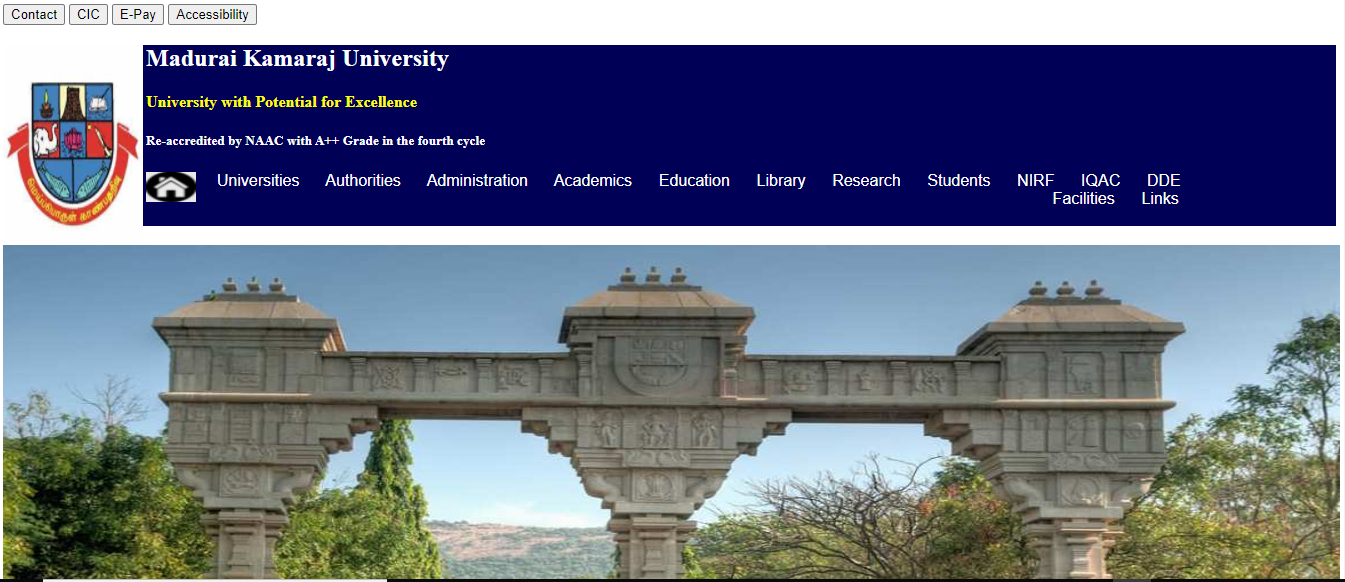 Contact CIC E-Pay Accessibility
Madurai Kamaraj University
University with Potential for Excellence
Re-accredited by NAAC with A++ Grade in the fourth cycle
Universities Authorities Administration Academics Education Library Research Students NIRF IQAC DDE
Facilities Links